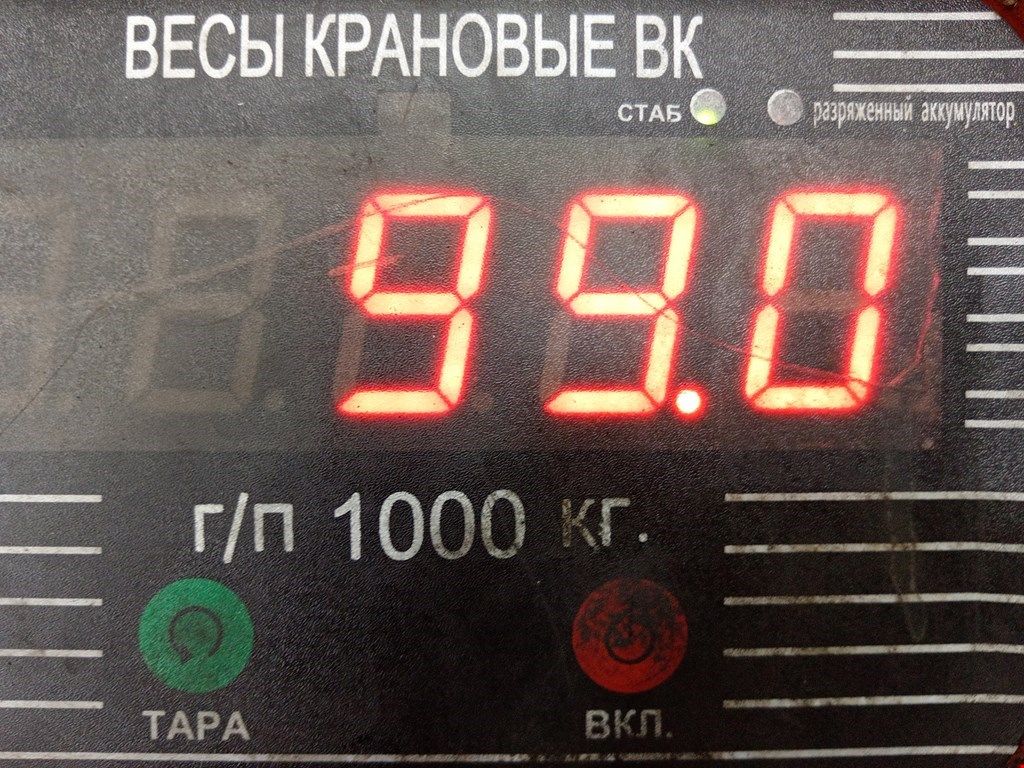 ВЕСЫ КРАНОВЫЕ ВК
СТАБ разряженный аккумулятор
99.0
г/п 1000 кг.
ТАРА ВКЛ.